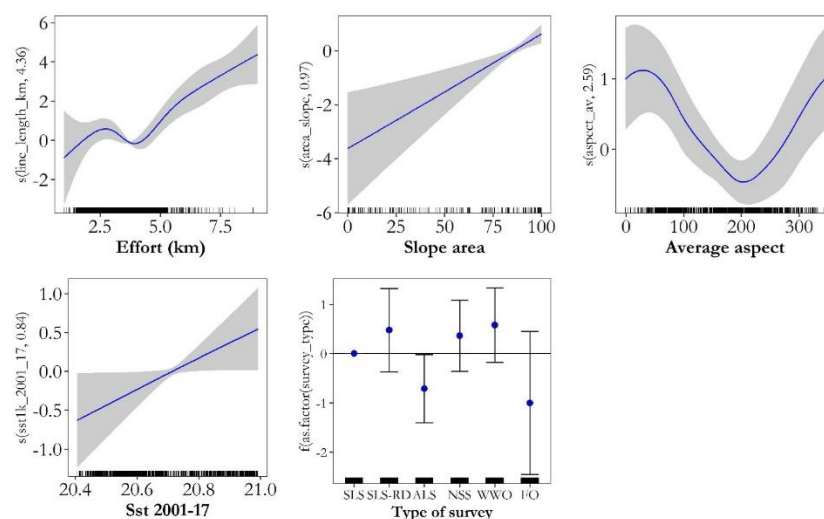 s(line_length_km, 4.36)
6
4
2
0
-2
2.5 5.0 7.5
Effort (km)
s(area_slope, 0.97)
0
-2
-4
-6
0 25 50 75 100
Slope area
s(aspect_av, 2.59)
1
0
0 100 200 300
Average aspect
s(sst1k_2001_17, 0.84)
1.0
0.5
0.0
-0.5
-1.0
20.4 20.6 20.8 21.0
Sst 2001-17
f(as.factor(survey_type))
1
0
-1
-2
SLS SLS-RD ALS NSS WWO
Type of survey